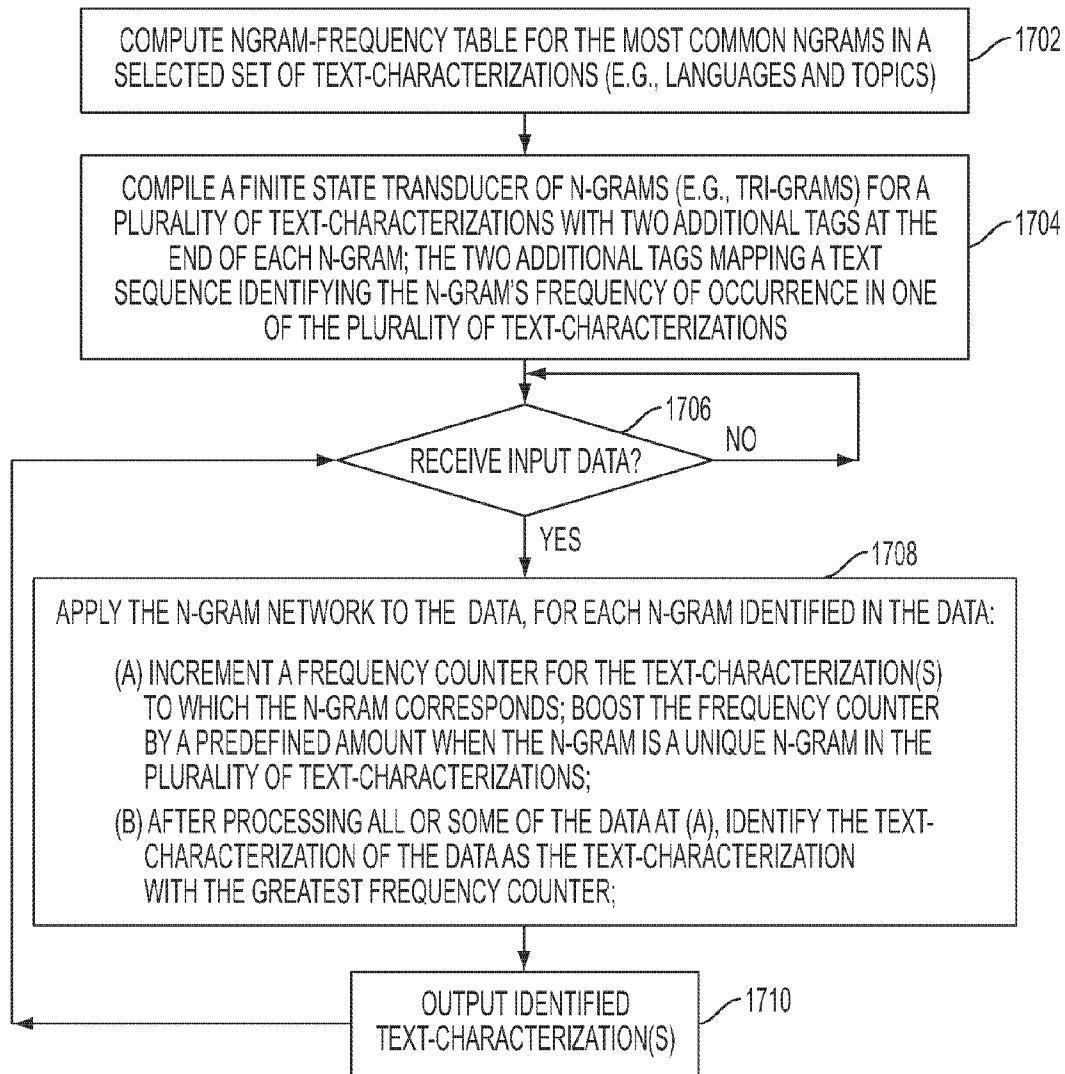 COMPUTE NGRAM-FREQUENCY TABLE FOR THE MOST COMMON NGRAMS IN A
SELECTED SET OF TEXT-CHARACTERIZATIONS (E.G., LANGUAGES AND TOPICS)
1702
COMPILE A FINITE STATE TRANSDUCER OF N-GRAMS (E.G., TRI-GRAMS) FOR A
PLURALITY OF TEXT-CHARACTERIZATIONS WITH TWO ADDITIONAL TAGS AT THE
END OF EACH N-GRAM; THE TWO ADDITIONAL TAGS MAPPING A TEXT
SEQUENCE IDENTIFYING THE N-GRAM'S FREQUENCY OF OCCURRENCE IN ONE
OF THE PLURALITY OF TEXT-CHARACTERIZATIONS
1704
1706
RECEIVE INPUT DATA?
NO
YES
1708
APPLY THE N-GRAM NETWORK TO THE DATA, FOR EACH N-GRAM IDENTIFIED IN THE DATA:
(A) INCREMENT A FREQUENCY COUNTER FOR THE TEXT-CHARACTERIZATION(S)
TO WHICH THE N-GRAM CORRESPONDS; BOOST THE FREQUENCY COUNTER
BY A PREDEFINED AMOUNT WHEN THE N-GRAM IS A UNIQUE N-GRAM IN THE
PLURALITY OF TEXT-CHARACTERIZATIONS;
(B) AFTER PROCESSING ALL OR SOME OF THE DATA AT (A), IDENTIFY THE TEXT-
CHARACTERIZATION OF THE DATA AS THE TEXT-CHARACTERIZATION
WITH THE GREATEST FREQUENCY COUNTER;
OUTPUT IDENTIFIED
TEXT-CHARACTERIZATION(S)
1710